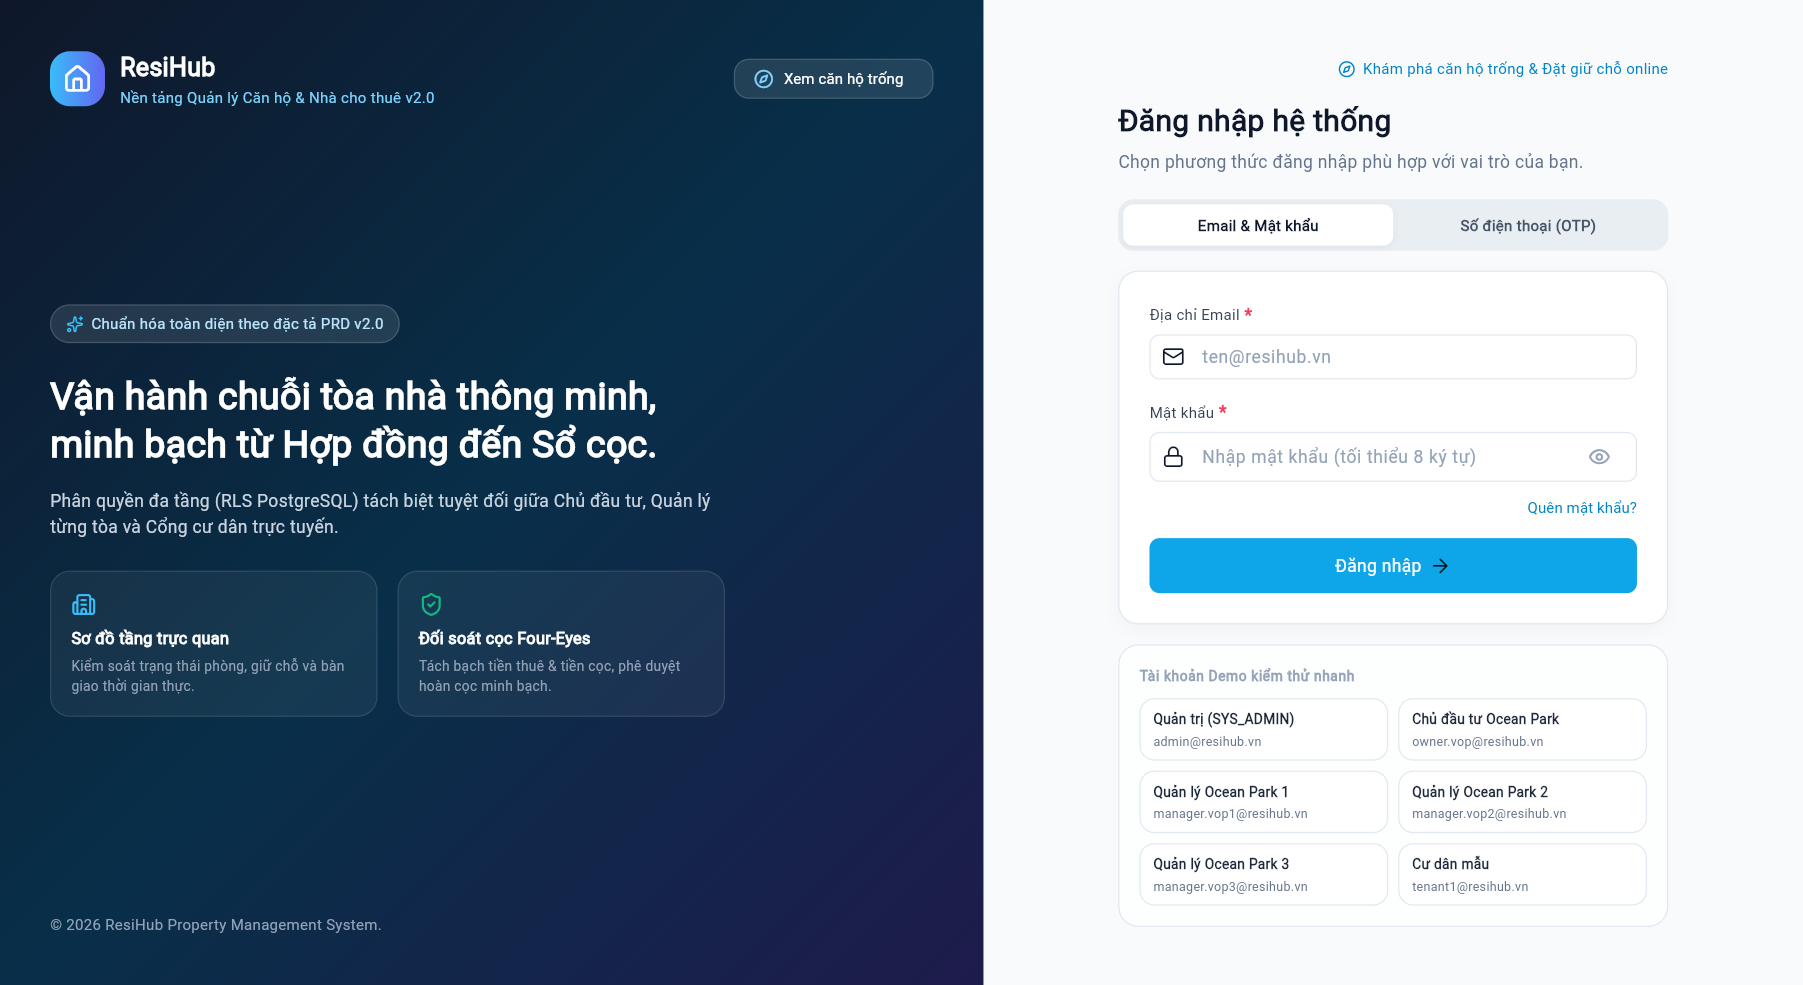 ResiHub
Nền tảng Quản lý Căn hộ & Nhà cho thuê v2.0
Xem căn hộ trống
Chuẩn hóa toàn diện theo đặc tả PRD v2.0
Vận hành chuỗi tòa nhà thông minh,
minh bạch từ Hợp đồng đến Sổ cọc.
Phân quyền đa tầng (RLS PostgreSQL) tách biệt tuyệt đối giữa Chủ đầu tư, Quản lý
từng tòa và Cổng cư dân trực tuyến.
Sơ đồ tầng trực quan
Kiểm soát trạng thái phòng, giữ chỗ và bàn
giao thời gian thực.
Đối soát cọc Four-Eyes
Tách bạch tiền thuê & tiền cọc, phê duyệt
hoàn cọc minh bạch.
© 2026 ResiHub Property Management System.
Khám phá căn hộ trống & Đặt giữ chỗ online
Đăng nhập hệ thống
Chọn phương thức đăng nhập phù hợp với vai trò của bạn.
Email & Mật khẩu
Số điện thoại (OTP)
Địa chỉ Email *
ten@resihub.vn
Mật khẩu *
Nhập mật khẩu (tối thiểu 8 ký tự)
Quên mật khẩu?
Đăng nhập
Tài khoản Demo kiểm thử nhanh
Quản trị (SYS_ADMIN)
admin@resihub.vn
Chủ đầu tư Ocean Park
owner.vop@resihub.vn
Quản lý Ocean Park 1
manager.vop1@resihub.vn
Quản lý Ocean Park 2
manager.vop2@resihub.vn
Quản lý Ocean Park 3
manager.vop3@resihub.vn
Cư dân mẫu
tenant1@resihub.vn